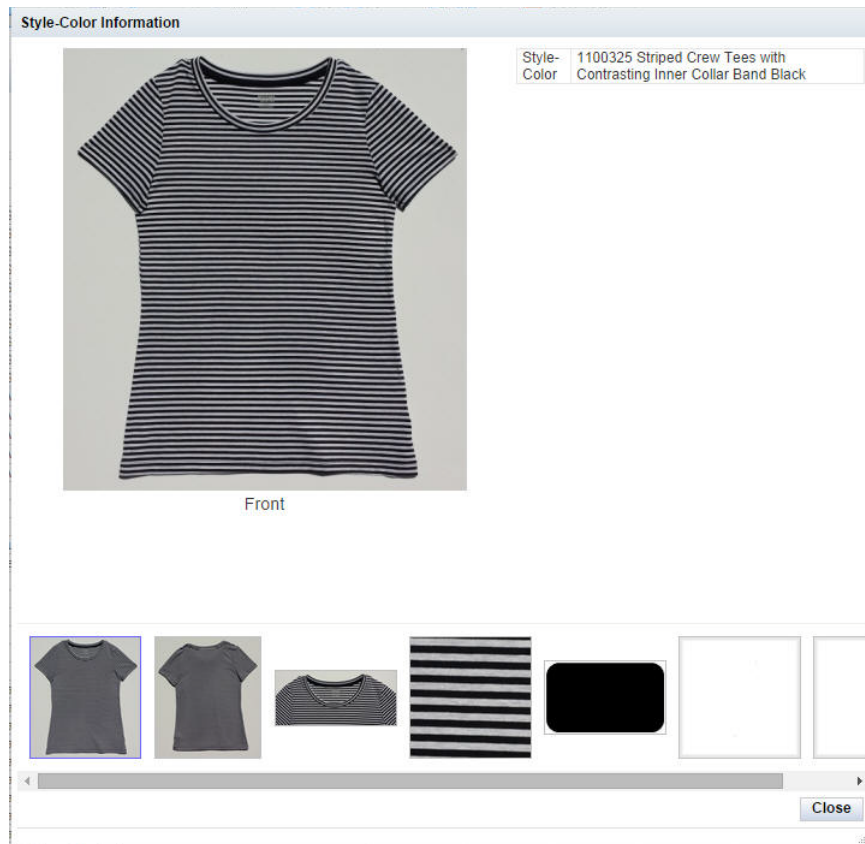 Style-Color Information
Style-
Color
1100325 Striped Crew Tees with
Contrasting Inner Collar Band Black
Front
Close